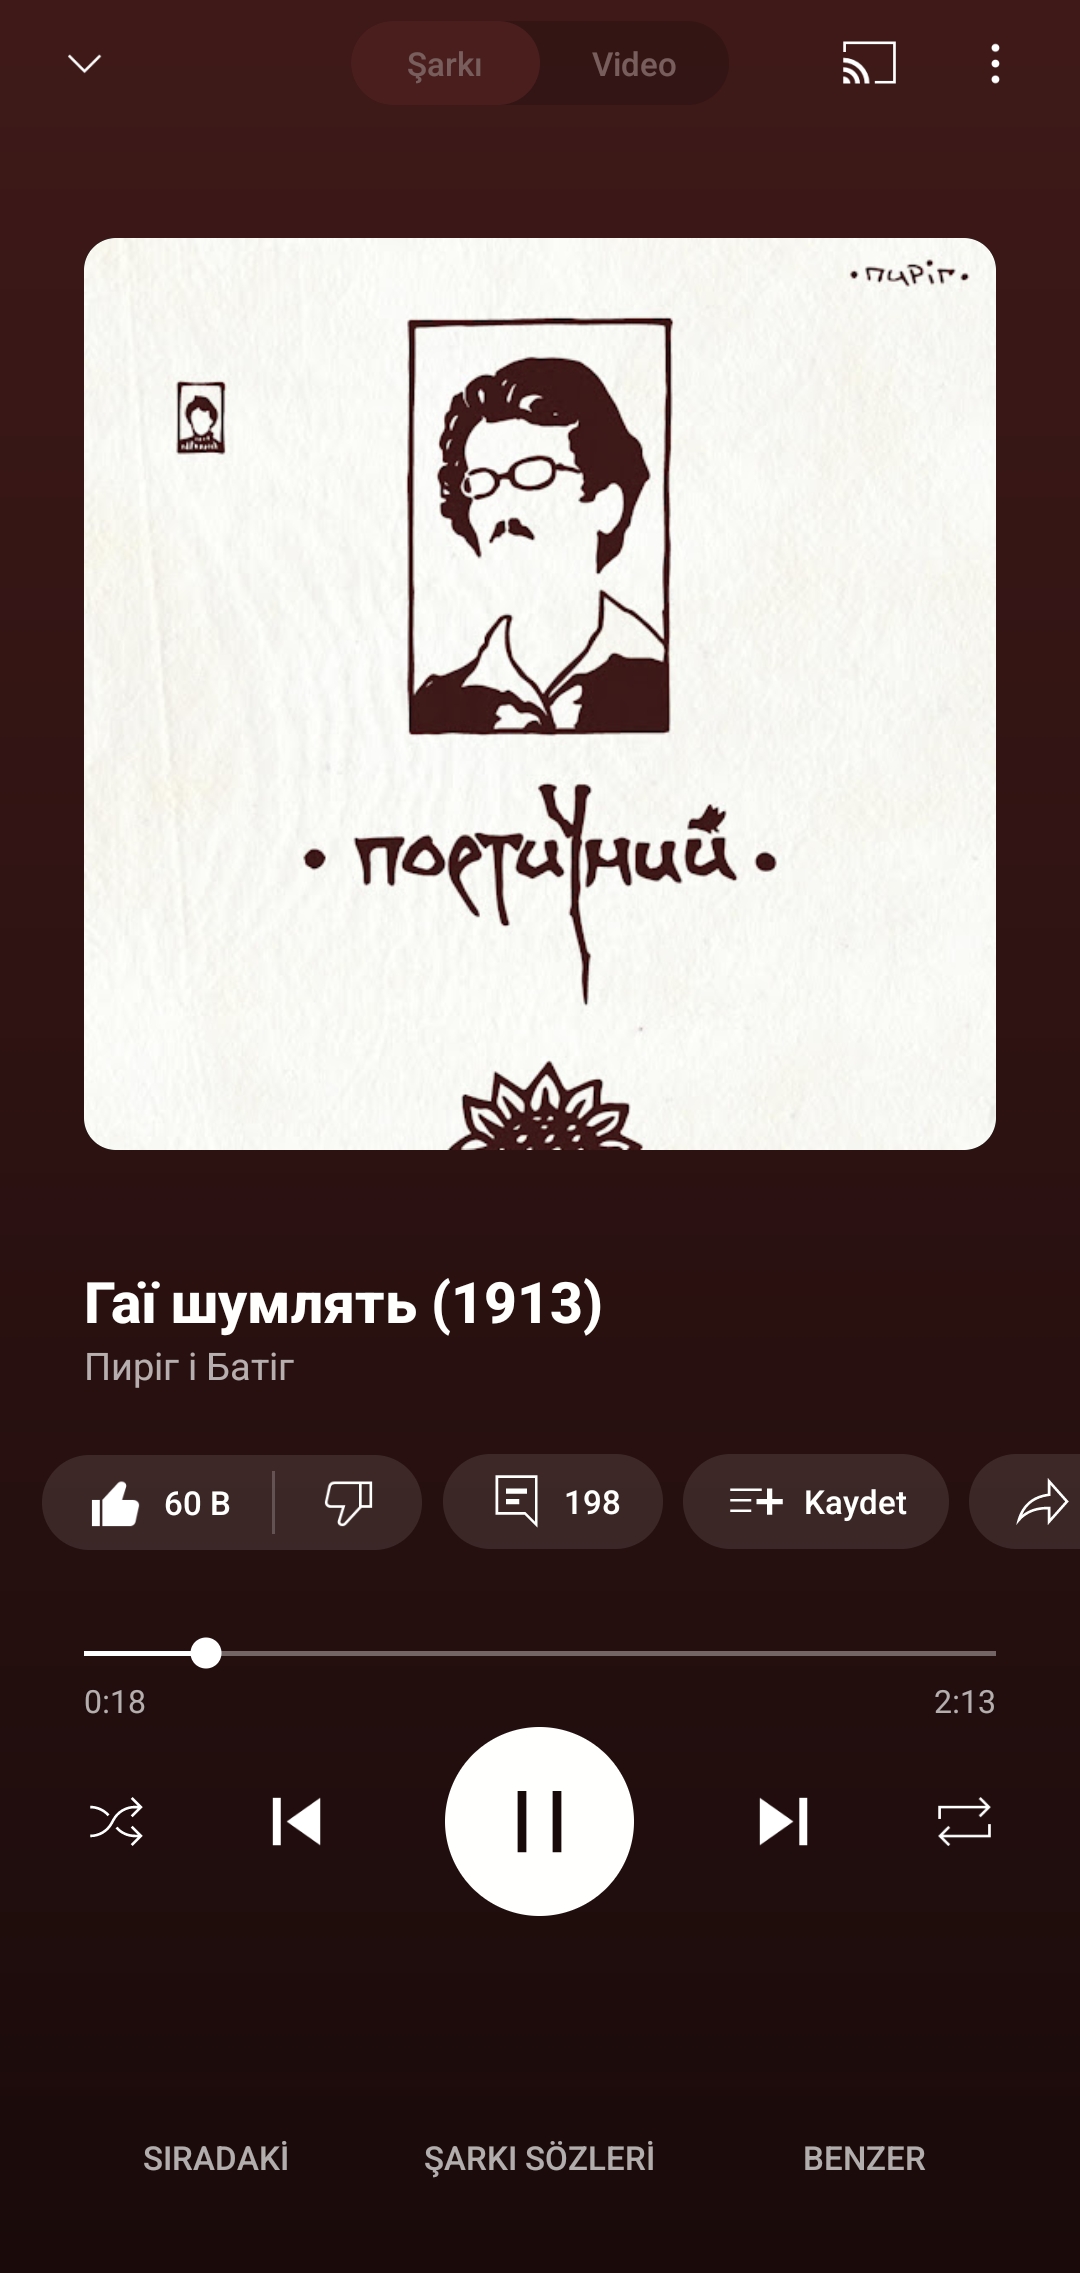 Şarkı Video
•пиріг•
• поетичний •
Гаї шумлять (1913)
Пиріг і Батіг
60 B 198 Kaydet
0:18 2:13
SIRADAKİ ŞARKI SÖZLERİ BENZER